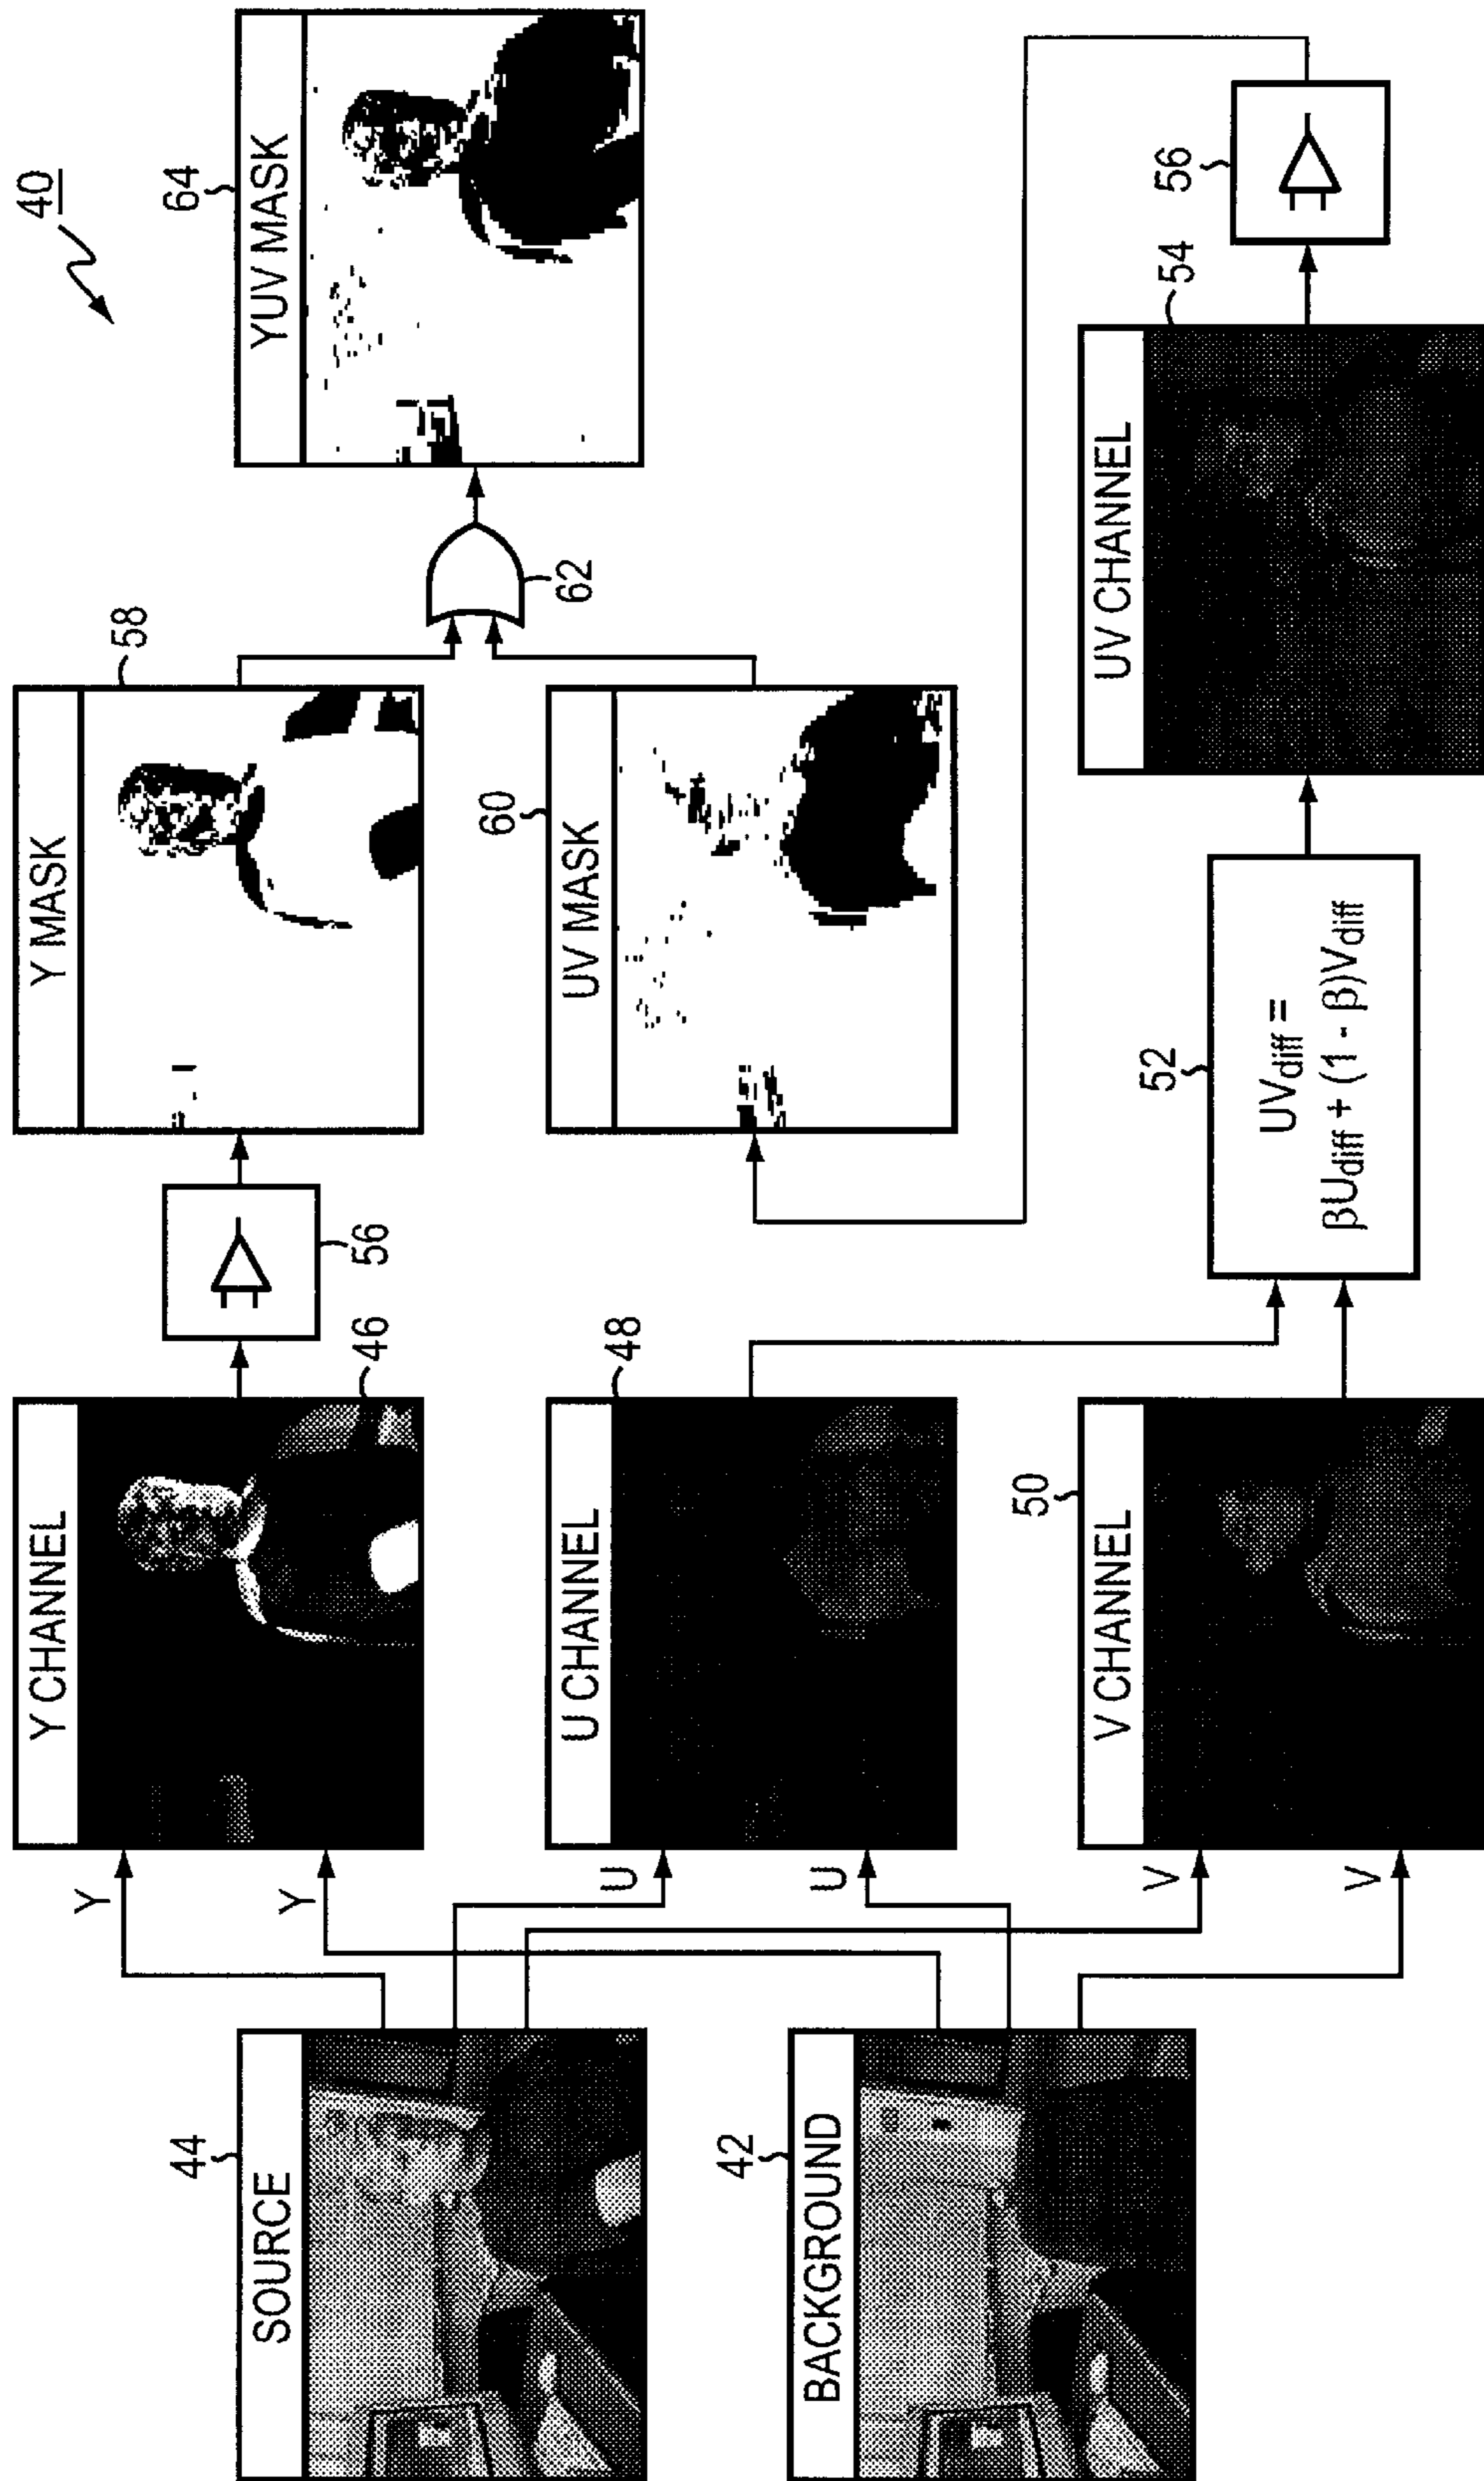 40
44
SOURCE
42
BACKGROUND
Y
Y
U
U
V
V
Y CHANNEL
46
U CHANNEL
48
V CHANNEL
50
56
52
UVdiff =
βUdiff + (1 - β)Vdiff
Y MASK
58
UV MASK
60
UV CHANNEL
54
56
62
YUV MASK
64